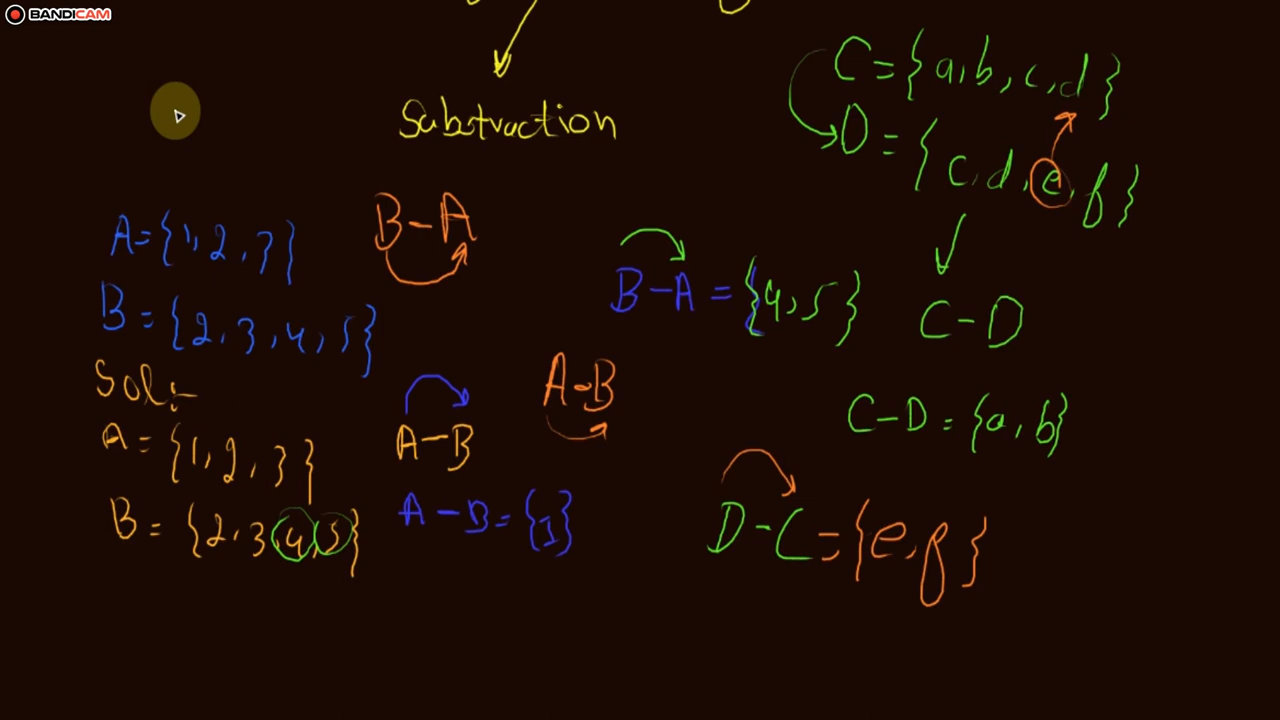 BANDICAM
Substraction
A={1,2,3}
B={2,3,4,5}
Sol:-
A={1,2,3}
B={2,3,4,5}
B-A
A-B
A-B={1}
A-B
B-A={4,5}
C={a,b,c,d}
D={c,d,e,f}
C-D
C-D={a,b}
D-C={e,f}